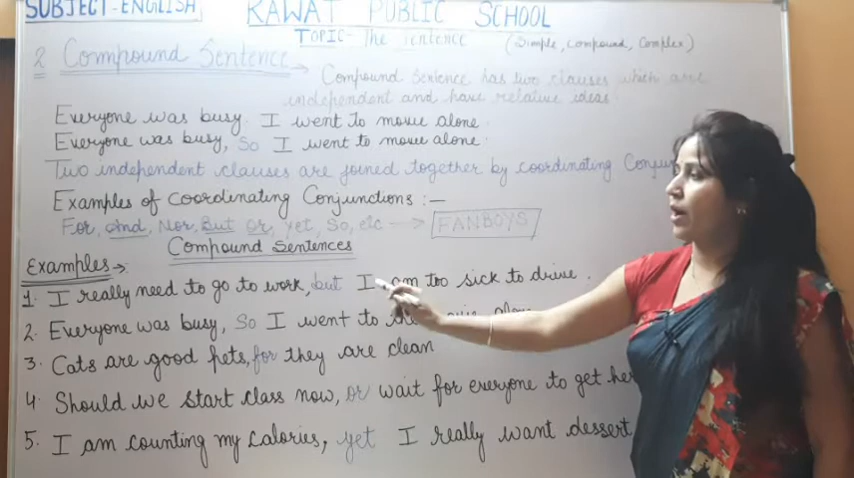 SUBJECT-ENGLISH
RAWAT PUBLIC SCHOOL
TOPIC- The Sentence (Simple, compound, Complex)
2 Compound Sentence
Compound Sentence has two clauses which are
independent and have relative ideas.
Everyone was busy. I went to movie alone.
Everyone was busy, So I went to movie alone.
Two independent clauses are joined together by coordinating Conju
Examples of Coordinating Conjunctions :-
For, And, Nor, But Or, Yet, So, etc → FANBOYS
Compound Sentences
Examples →
1. I really need to go to work, but I am too sick to drive.
2. Everyone was busy, So I went to the movie alone
3. Cats are good pets, for they are clean
4. Should we start class now, or wait for everyone to get her
5. I am counting my Calories, yet I really want dessert